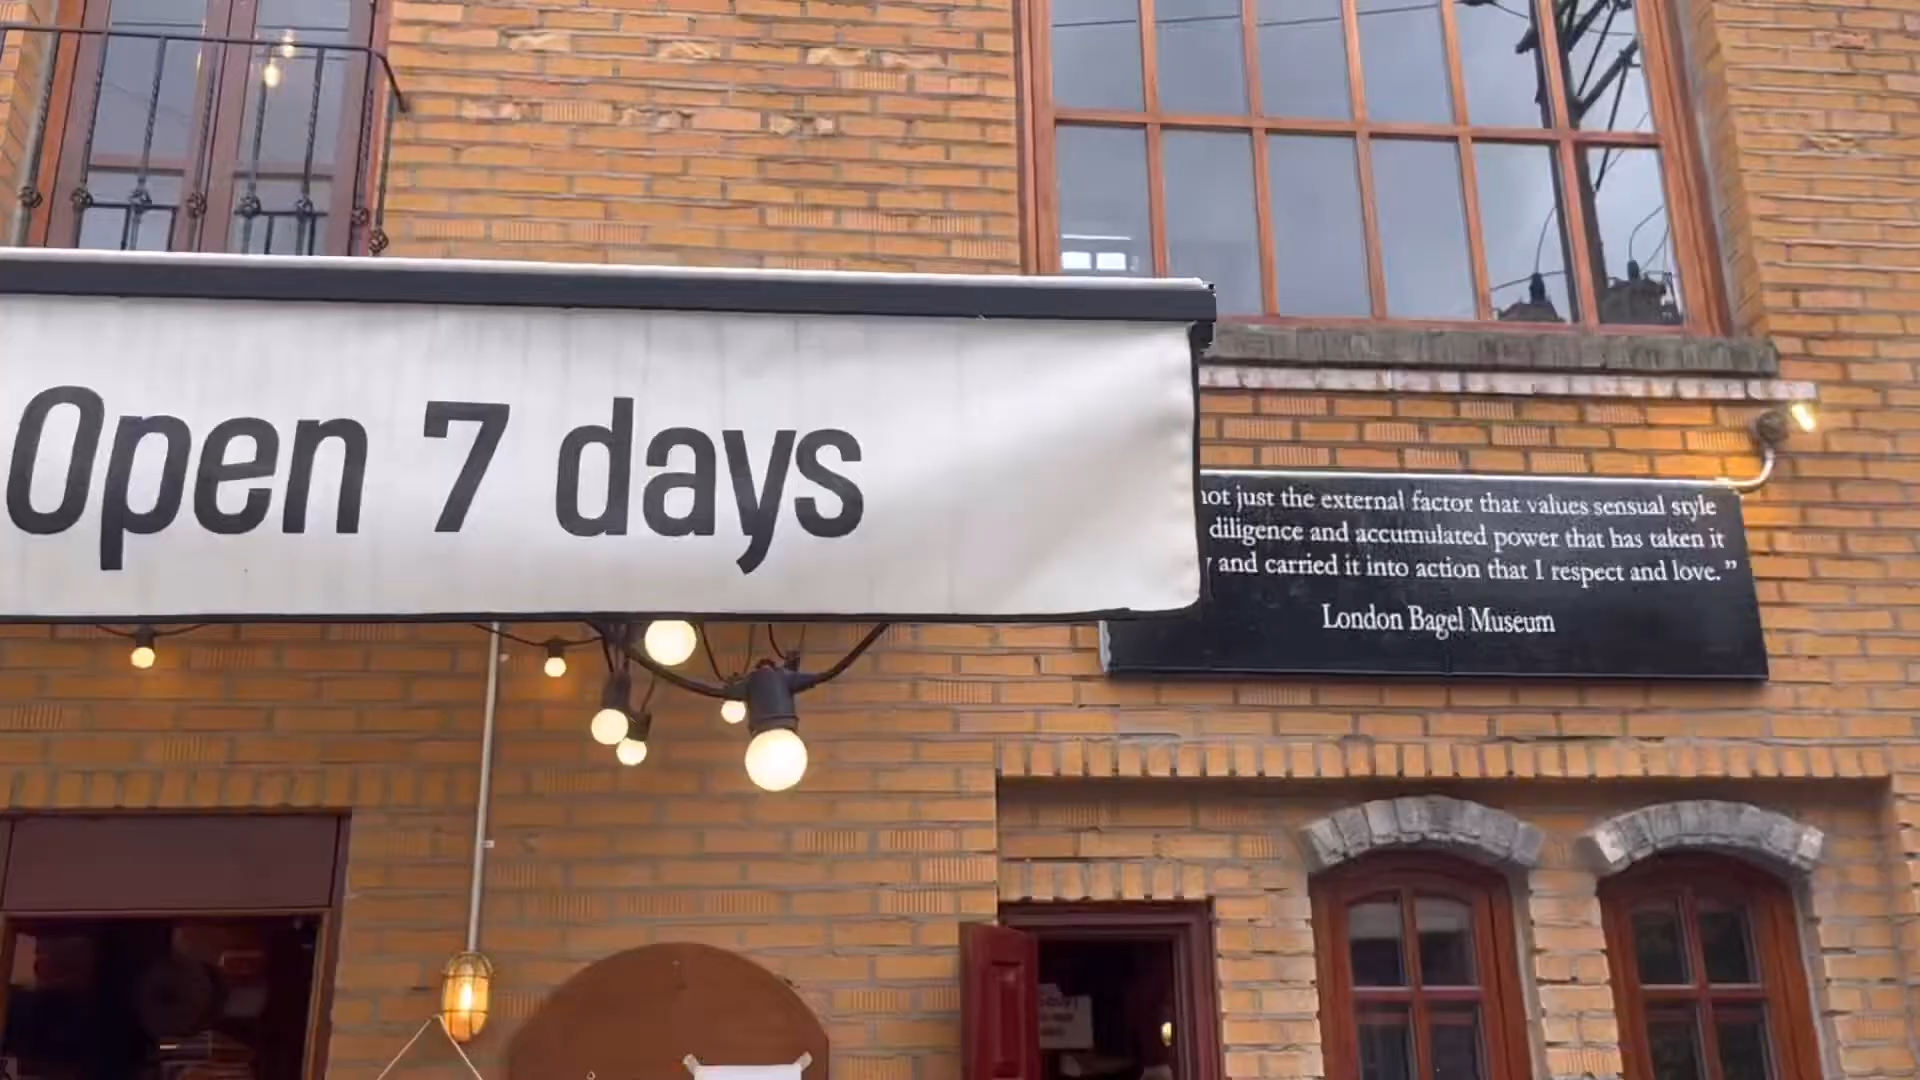 Open 7 days
not just the external factor that values sensual style
diligence and accumulated power that has taken it
and carried it into action that I respect and love.”
London Bagel Museum